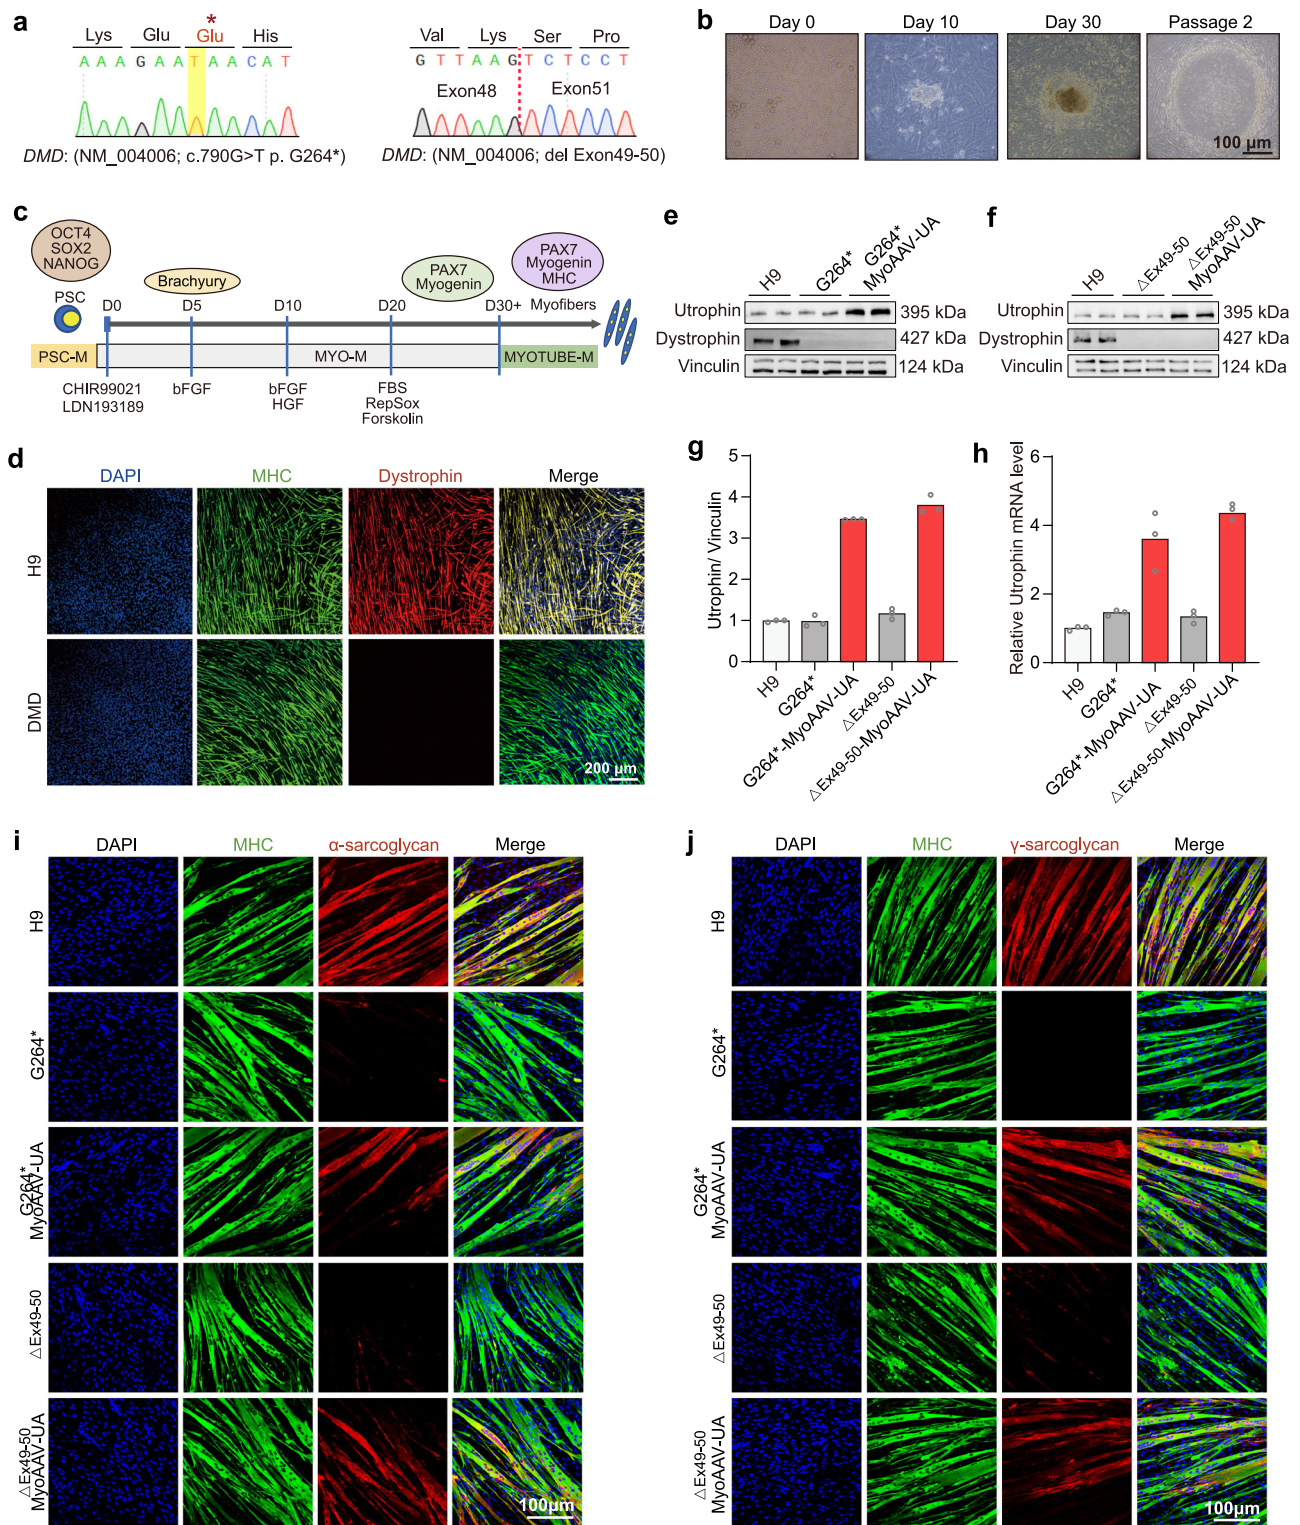 a
*
Lys Glu Glu His
A A A G A A T A A C A T
DMD: (NM_004006; c.790G>T p. G264*)
Val Lys Ser Pro
G T T A A G T C T C C T
Exon48 Exon51
DMD: (NM_004006; del Exon49-50)
b
Day 0 Day 10 Day 30 Passage 2
100 µm
c
OCT4
SOX2
NANOG
PSC
Brachyury
PAX7
Myogenin
PAX7
Myogenin
MHC
D0 D5 D10 D20 D30+ Myofibers
PSC-M MYO-M MYOTUBE-M
CHIR99021
LDN193189
bFGF
bFGF
HGF
FBS
RepSox
Forskolin
d
DAPI MHC Dystrophin Merge
H9
DMD
200 µm
e
H9
G264*
G264*
MyoAAV-UA
Utrophin 395 kDa
Dystrophin 427 kDa
Vinculin 124 kDa
f
H9
△Ex49-50
△Ex49-50
MyoAAV-UA
Utrophin 395 kDa
Dystrophin 427 kDa
Vinculin 124 kDa
g
Utrophin/ Vinculin
5
4
3
2
1
0
H9
G264*
G264*-MyoAAV-UA
△Ex49-50
△Ex49-50-MyoAAV-UA
h
Relative Utrophin mRNA level
6
4
2
0
H9
G264*
G264*-MyoAAV-UA
△Ex49-50
△Ex49-50-MyoAAV-UA
i
DAPI MHC α-sarcoglycan Merge
H9
G264*
G264*
MyoAAV-UA
△Ex49-50
△Ex49-50
MyoAAV-UA
100µm
j
DAPI MHC γ-sarcoglycan Merge
H9
G264*
G264*
MyoAAV-UA
△Ex49-50
△Ex49-50
MyoAAV-UA
100µm